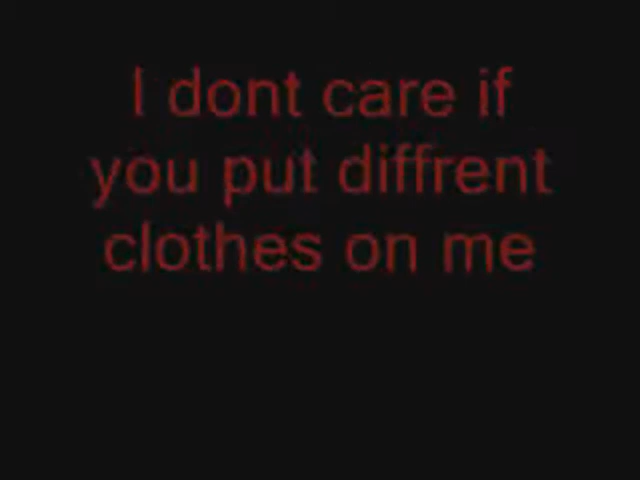 I dont care if
you put diffrent
clothes on me